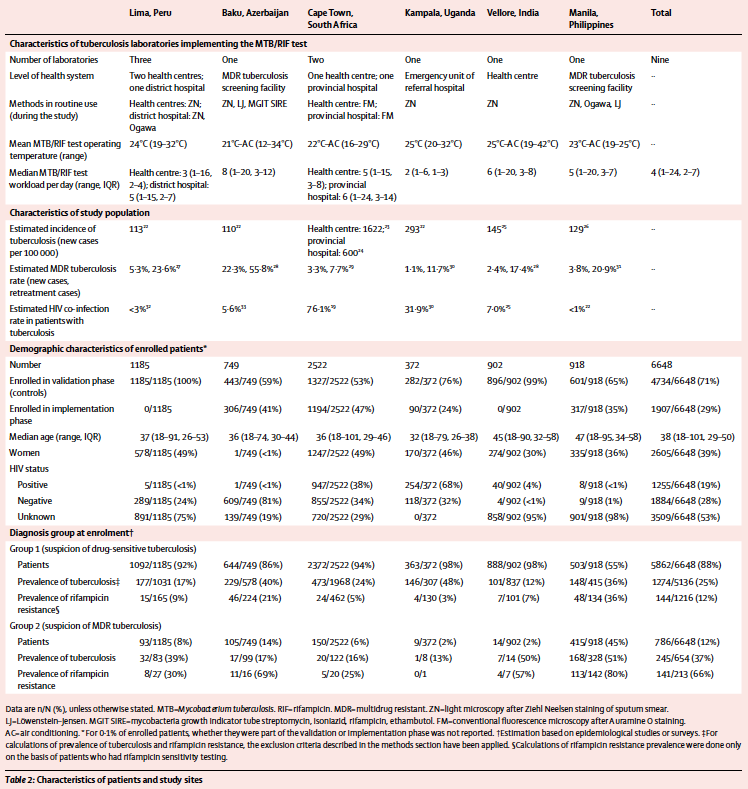 Lima, Peru Baku, Azerbaijan Cape Town, South Africa Kampala, Uganda Vellore, India Manila, Philippines Total
Characteristics of tuberculosis laboratories implementing the MTB/RIF test
Number of laboratories Three One Two One One One Nine
Level of health system Two health centres; one district hospital MDR tuberculosis screening facility One health centre; one provincial hospital Emergency unit of referral hospital Health centre MDR tuberculosis screening facility ··
Methods in routine use (during the study) Health centres: ZN; district hospital: ZN, Ogawa ZN, LJ, MGIT SIRE Health centre: FM; provincial hospital: FM ZN ZN ZN, Ogawa, LJ ··
Mean MTB/RIF test operating temperature (range) 24°C (19–32°C) 21°C-AC (12–34°C) 22°C-AC (16–29°C) 25°C (20–32°C) 25°C-AC (19–42°C) 23°C-AC (19–25°C) ··
Median MTB/RIF test workload per day (range, IQR) Health centre: 3 (1–16, 2–4); district hospital: 5 (1–15, 2–7) 8 (1–20, 3–12) Health centre: 5 (1–15, 3–8); provincial hospital: 6 (1–24, 3–14) 2 (1–6, 1–3) 6 (1–20, 3–8) 5 (1–20, 3–7) 4 (1–24, 2–7)
Characteristics of study population
Estimated incidence of tuberculosis (new cases per 100 000) 113²² 110²² Health centre: 1622;²³ provincial hospital: 600²⁴ 293²² 145²⁵ 129²⁶ ··
Estimated MDR tuberculosis rate (new cases, retreatment cases) 5·3%, 23·6%²⁷ 22·3%, 55·8%²⁸ 3·3%, 7·7%²⁹ 1·1%, 11·7%³⁰ 2·4%, 17·4%²⁸ 3·8%, 20·9%³¹ ··
Estimated HIV co-infection rate in patients with tuberculosis <3%³² 5·6%³³ 76·1%²⁹ 31·9%³⁰ 7·0%²⁵ <1%²² ··
Demographic characteristics of enrolled patients*
Number 1185 749 2522 372 902 918 6648
Enrolled in validation phase (controls) 1185/1185 (100%) 443/749 (59%) 1327/2522 (53%) 282/372 (76%) 896/902 (99%) 601/918 (65%) 4734/6648 (71%)
Enrolled in implementation phase 0/1185 306/749 (41%) 1194/2522 (47%) 90/372 (24%) 0/902 317/918 (35%) 1907/6648 (29%)
Median age (range, IQR) 37 (18–91, 26–53) 36 (18–74, 30–44) 36 (18–101, 29–46) 32 (18-79, 26–38) 45 (18-90, 32-58) 47 (18-95, 34-58) 38 (18–101, 29–50)
Women 578/1185 (49%) 1/749 (<1%) 1247/2522 (49%) 170/372 (46%) 274/902 (30%) 335/918 (36%) 2605/6648 (39%)
HIV status
Positive 5/1185 (<1%) 1/749 (<1%) 947/2522 (38%) 254/372 (68%) 40/902 (4%) 8/918 (<1%) 1255/6648 (19%)
Negative 289/1185 (24%) 609/749 (81%) 855/2522 (34%) 118/372 (32%) 4/902 (<1%) 9/918 (1%) 1884/6648 (28%)
Unknown 891/1185 (75%) 139/749 (19%) 720/2522 (29%) 0/372 858/902 (95%) 901/918 (98%) 3509/6648 (53%)
Diagnosis group at enrolment†
Group 1 (suspicion of drug-sensitive tuberculosis)
Patients 1092/1185 (92%) 644/749 (86%) 2372/2522 (94%) 363/372 (98%) 888/902 (98%) 503/918 (55%) 5862/6648 (88%)
Prevalence of tuberculosis‡ 177/1031 (17%) 229/578 (40%) 473/1968 (24%) 146/307 (48%) 101/837 (12%) 148/415 (36%) 1274/5136 (25%)
Prevalence of rifampicin resistance§ 15/165 (9%) 46/224 (21%) 24/462 (5%) 4/130 (3%) 7/101 (7%) 48/134 (36%) 144/1216 (12%)
Group 2 (suspicion of MDR tuberculosis)
Patients 93/1185 (8%) 105/749 (14%) 150/2522 (6%) 9/372 (2%) 14/902 (2%) 415/918 (45%) 786/6648 (12%)
Prevalence of tuberculosis 32/83 (39%) 17/99 (17%) 20/122 (16%) 1/8 (13%) 7/14 (50%) 168/328 (51%) 245/654 (37%)
Prevalence of rifampicin resistance 8/27 (30%) 11/16 (69%) 5/20 (25%) 0/1 4/7 (57%) 113/142 (80%) 141/213 (66%)
Data are n/N (%), unless otherwise stated. MTB=Mycobacterium tuberculosis. RIF=rifampicin. MDR=multidrug resistant. ZN=light microscopy after Ziehl Neelsen staining of sputum smear.
LJ=Löwenstein-Jensen. MGIT SIRE=mycobacteria growth indicator tube streptomycin, isoniazid, rifampicin, ethambutol. FM=conventional fluorescence microscopy after Auramine O staining.
AC=air conditioning. *For 0·1% of enrolled patients, whether they were part of the validation or implementation phase was not reported. †Estimation based on epidemiological studies or surveys. ‡For
calculations of prevalence of tuberculosis and rifampicin resistance, the exclusion criteria described in the methods section have been applied. §Calculations of rifampicin resistance prevalence were done only
on the basis of patients who had rifampicin sensitivity testing.
Table 2: Characteristics of patients and study sites